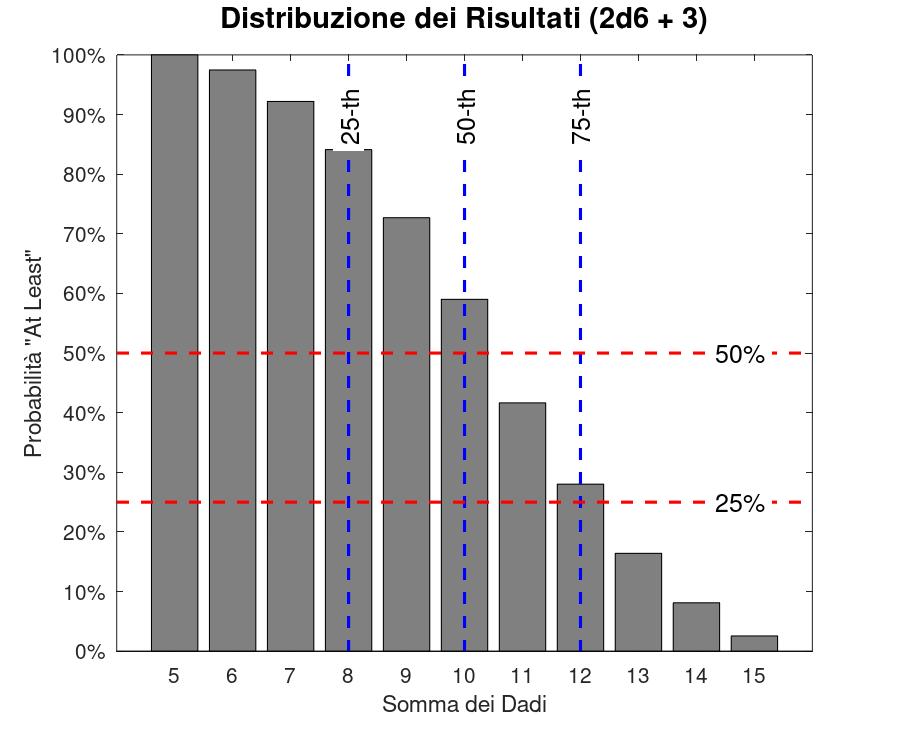 Distribuzione dei Risultati (2d6 + 3)
100%
90%
80%
70%
60%
50%
40%
30%
20%
10%
0%
Probabilità "At Least"
25-th
50-th
75-th
50%
25%
5 6 7 8 9 10 11 12 13 14 15
Somma dei Dadi